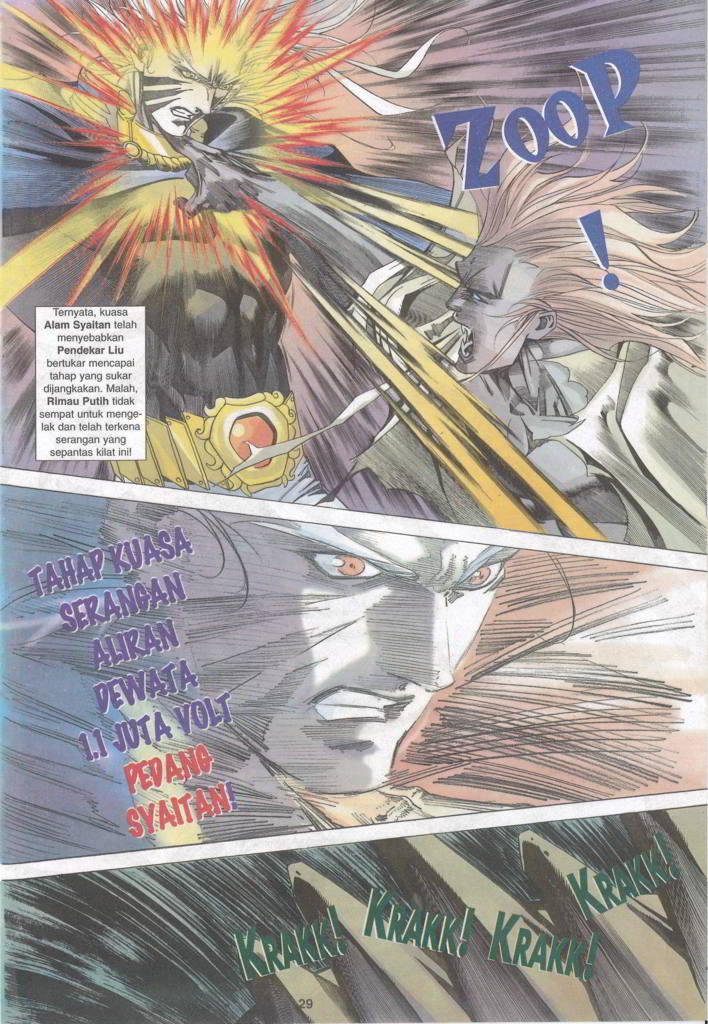 ZOOP!
Ternyata, kuasa
Alam Syaitan telah
menyebabkan
Pendekar Liu
bertukar mencapai
tahap yang sukar
dijangkakan. Malah,
Rimau Putih tidak
sempat untuk menge-
lak dan telah terkena
serangan yang
sepantas kilat ini!
TAHAP KUASA
SERANGAN
ALIRAN
DEWATA
1.1 JUTA VOLT
PEDANG
SYAITAN!
KRAKK! KRAKK! KRAKK! KRAKK!
29